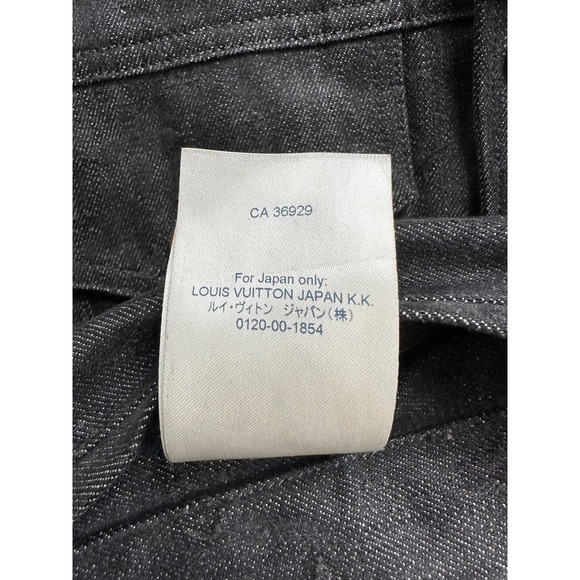 CA 36929
For Japan only:
LOUIS VUITTON JAPAN K.K.
ルイ・ヴィトン ジャパン(株)
0120-00-1854